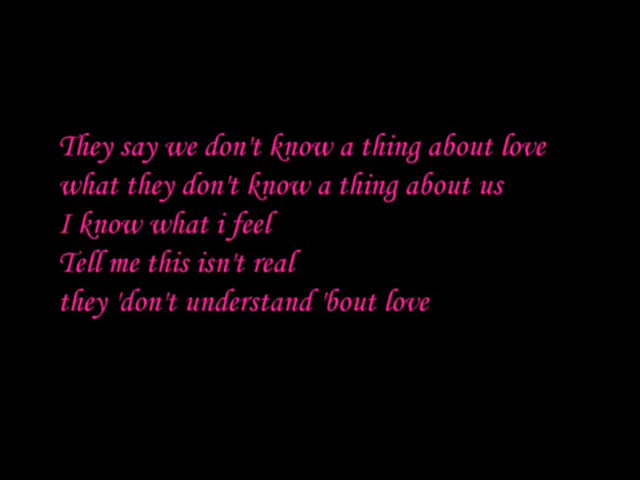 They say we don't know a thing about love
what they don't know a thing about us
I know what i feel
Tell me this isn't real
they 'don't understand 'bout love